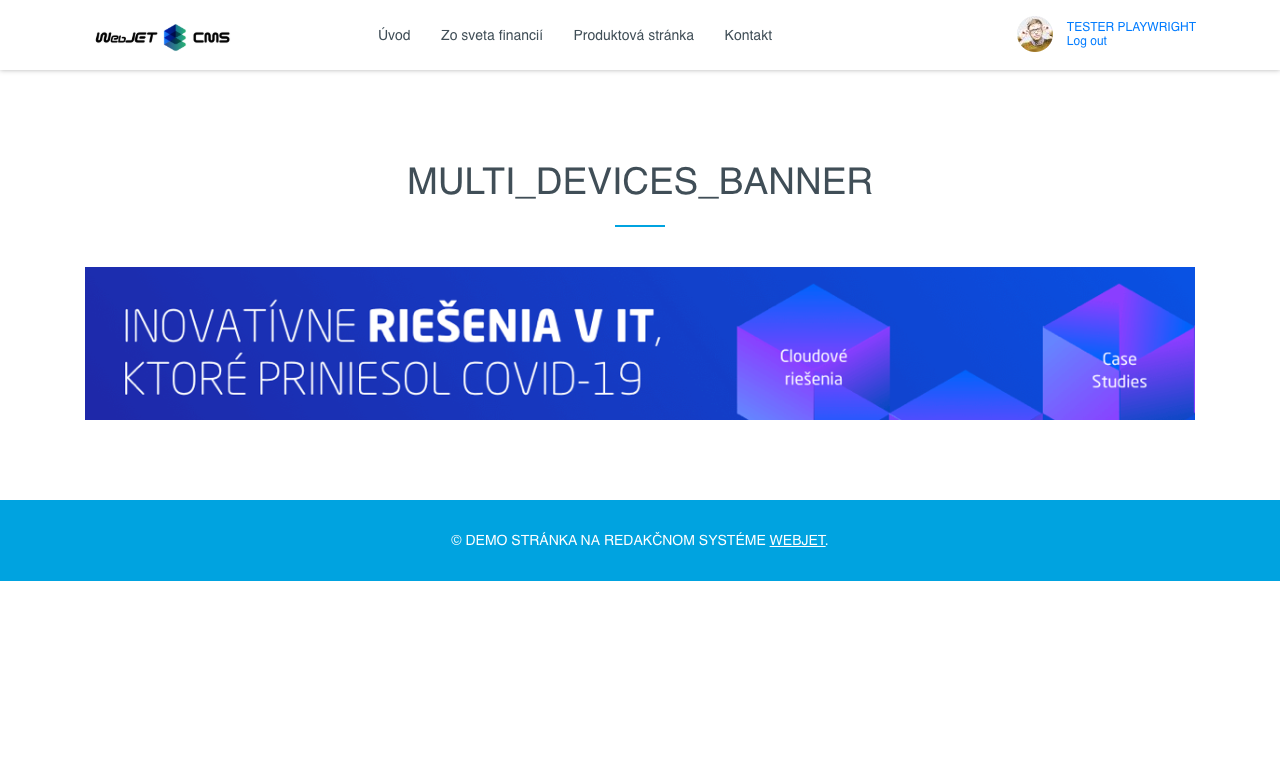 WebJET CMS
Úvod
Zo sveta financií
Produktová stránka
Kontakt
TESTER PLAYWRIGHT
Log out
MULTI_DEVICES_BANNER
INOVATÍVNE RIEŠENIA V IT,
KTORÉ PRINIESOL COVID-19
Cloudové
riešenia
Case
Studies
© DEMO STRÁNKA NA REDAKČNOM SYSTÉME WEBJET.